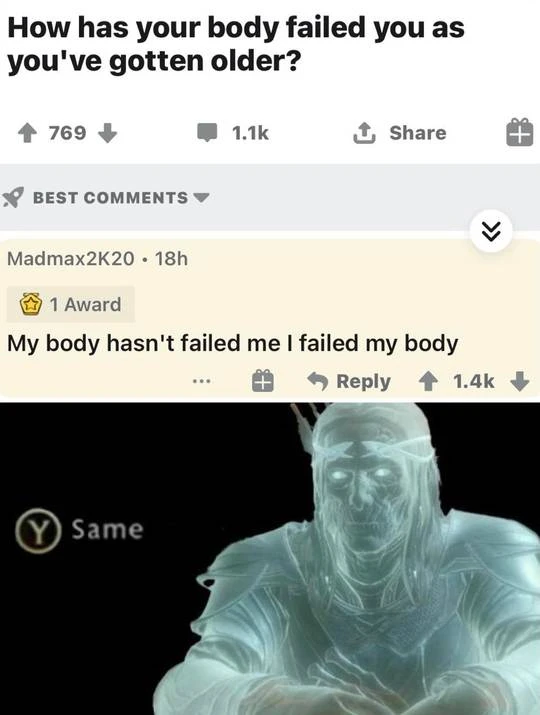 How has your body failed you as
you've gotten older?
769
1.1k
Share
BEST COMMENTS
Madmax2K20 • 18h
1 Award
My body hasn't failed me I failed my body
... Reply 1.4k
Y Same